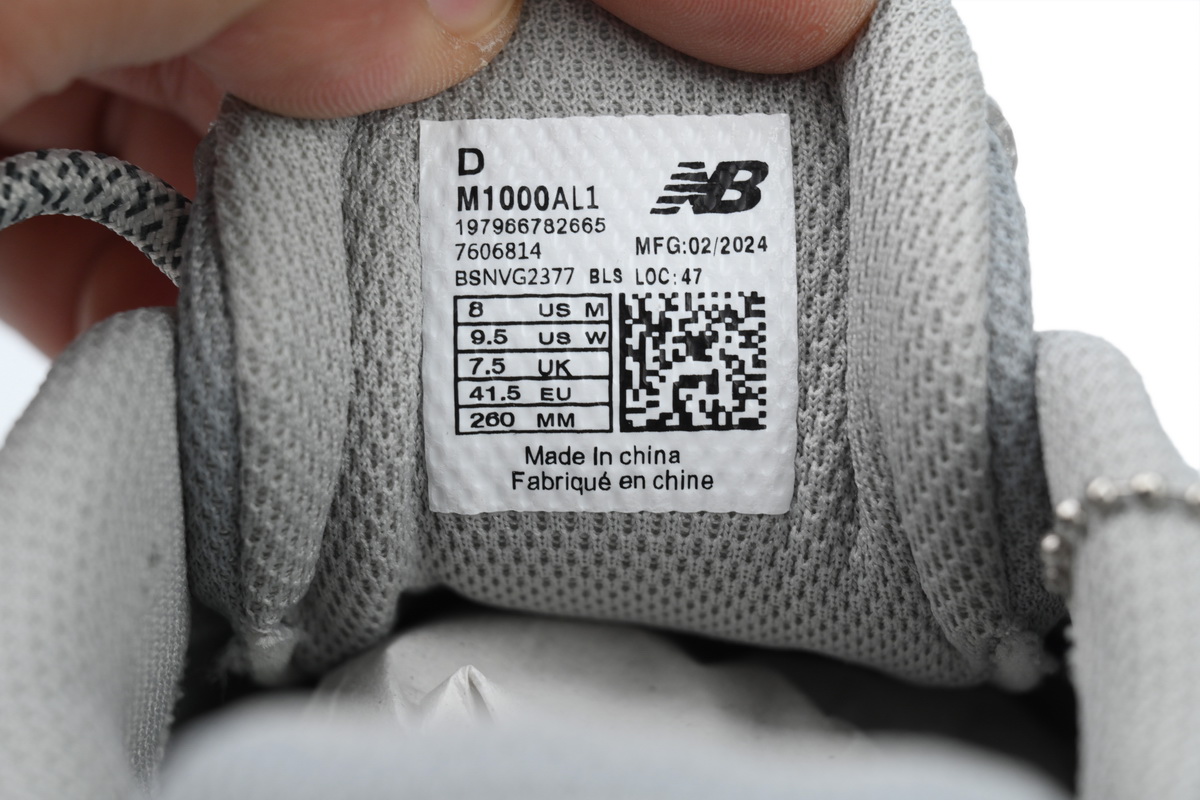 D
M1000AL1
NB
197966782665
7606814
MFG:02/2024
BSNVG2377 BLS LOC:47
8 US M
9.5 US W
7.5 UK
41.5 EU
260 MM
Made In china
Fabriqué en chine